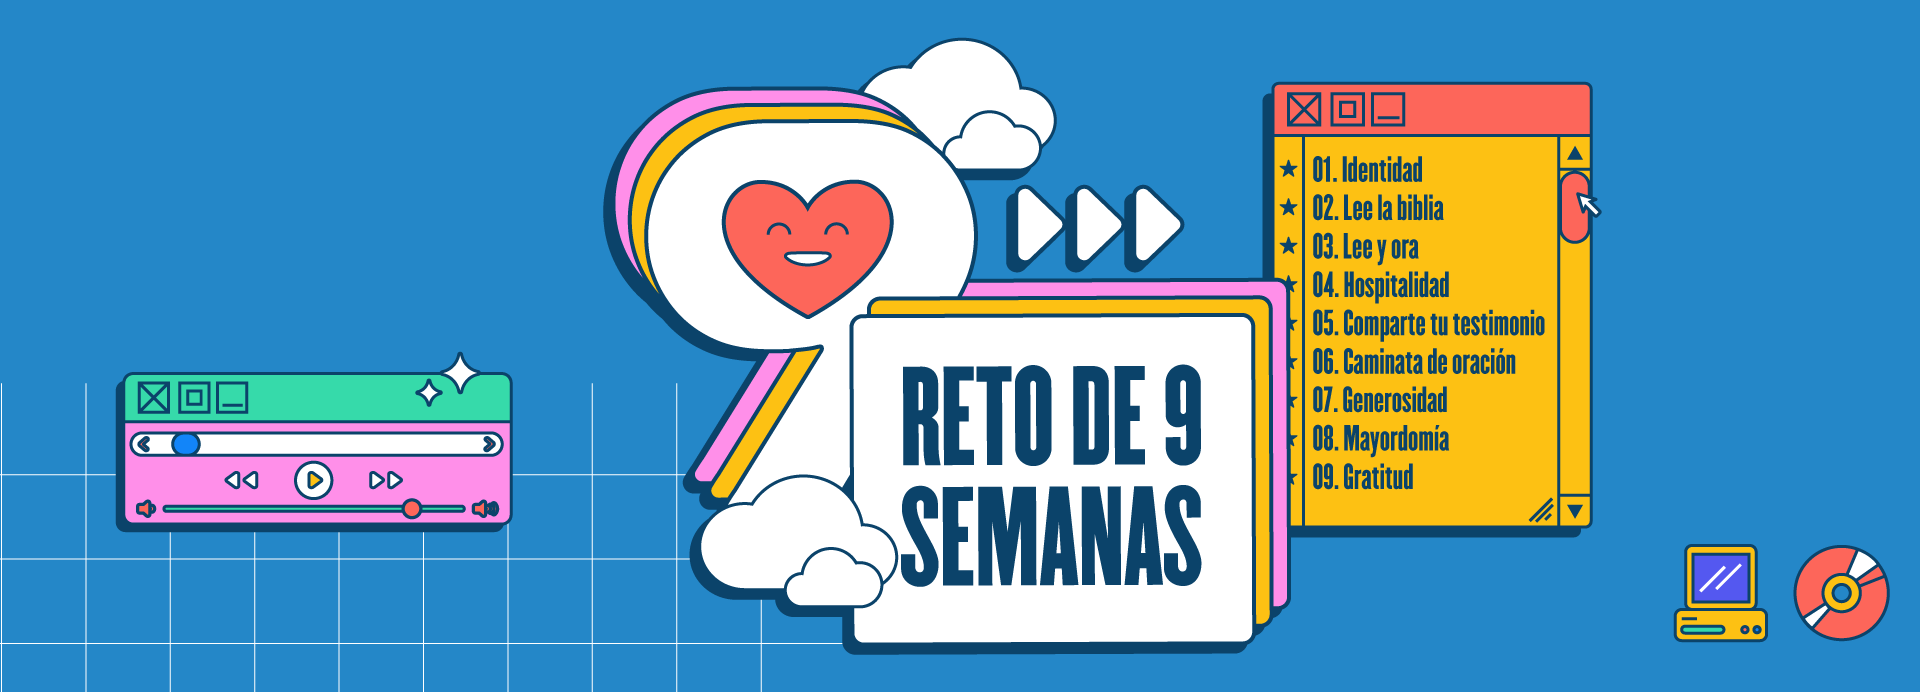 9
RETO DE 9
SEMANAS
01. Identidad
02. Lee la biblia
03. Lee y ora
04. Hospitalidad
05. Comparte tu testimonio
06. Caminata de oración
07. Generosidad
08. Mayordomía
09. Gratitud